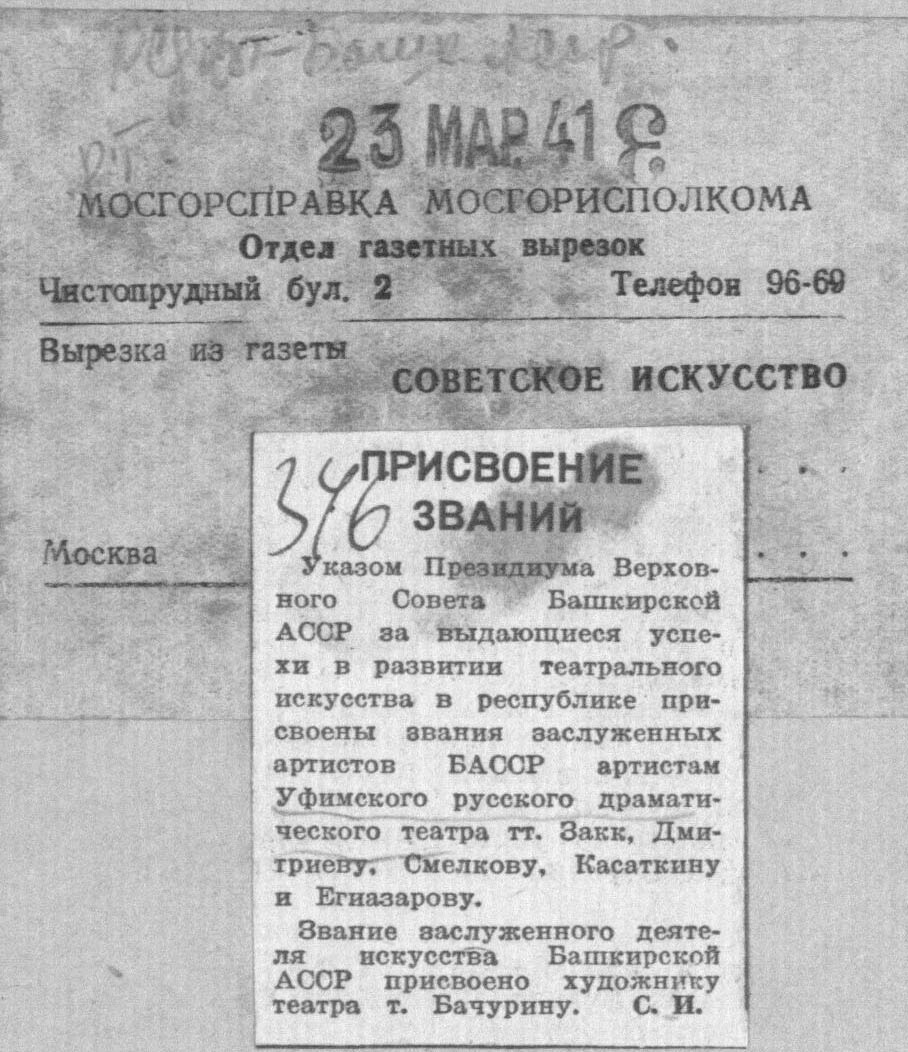 23 МАР. 41
МОСГОРСПРАВКА МОСГОРИСПОЛКОМА
Отдел газетных вырезок
Чистопрудный бул. 2 Телефон 96-69
Вырезка из газеты
СОВЕТСКОЕ ИСКУССТВО
Москва
346
ПРИСВОЕНИЕ
ЗВАНИЙ
Указом Президиума Верхов-
ного Совета Башкирской
АССР за выдающиеся успе-
хи в развитии театрального
искусства в республике при-
своены звания заслуженных
артистов БАССР артистам
Уфимского русского драмати-
ческого театра тт. Закк, Дми-
триеву, Смелкову, Касаткину
и Егиазарову.
Звание заслуженного деяте-
ля искусства Башкирской
АССР присвоено художнику
театра т. Бачурину. С. И.